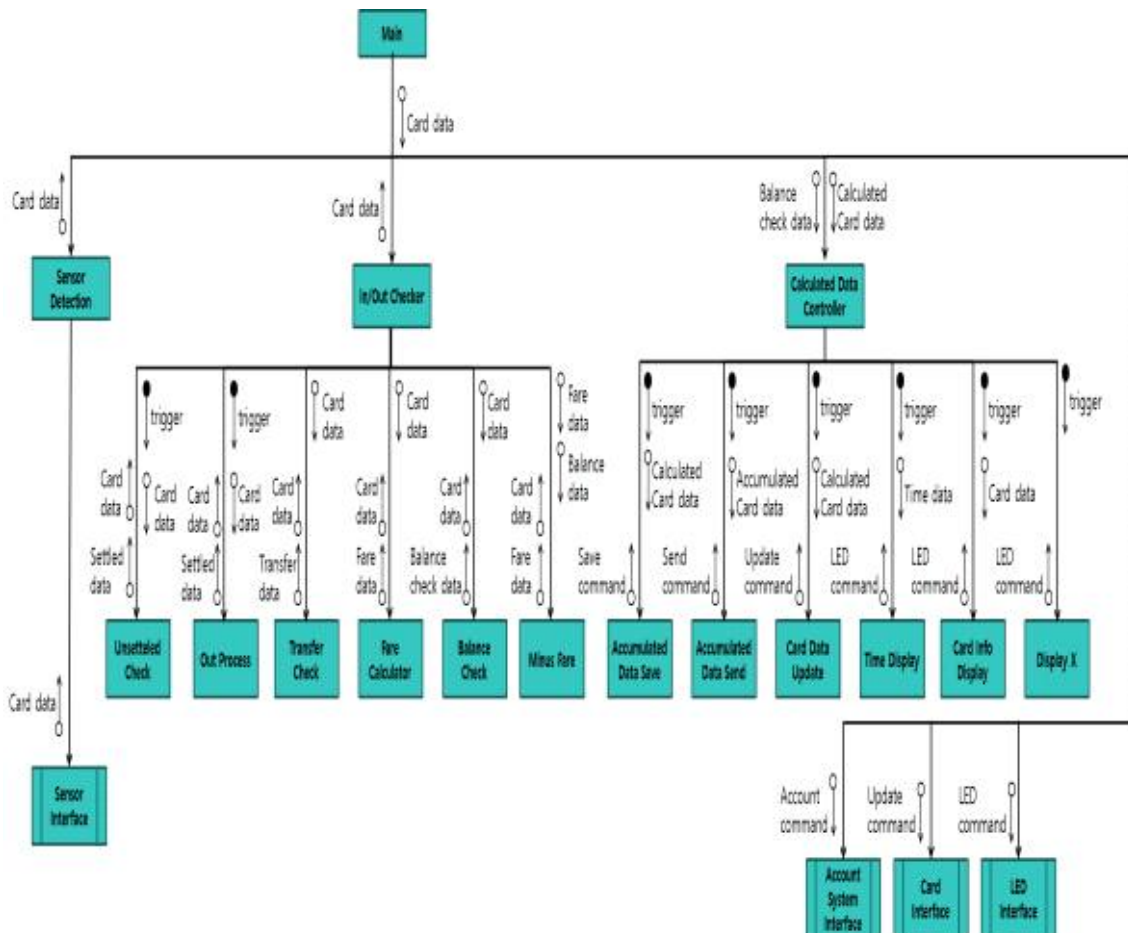 Main
Card data
Card data
Card data
Balance
check data
Calculated
Card data
Sensor
Detection
In/Out Checker
Calculated Data
Controller
trigger
trigger
Card
data
Card
data
Card
data
Fare
data
trigger
trigger
trigger
trigger
trigger
trigger
Card
data
Card
data
Card
data
Card
data
Card
data
Card
data
Card
data
Card
data
Balance
data
Calculated
Card data
Accumulated
Card data
Calculated
Card data
Time data
Card data
Settled
data
Settled
data
Transfer
data
Fare
data
Balance
check data
Fare
data
Save
command
Send
command
Update
command
LED
command
LED
command
LED
command
Unsetteled
Check
Out Process
Transfer
Check
Fare
Calculator
Balance
Check
Minus Fare
Accumulated
Data Save
Accumulated
Data Send
Card Data
Update
Time Display
Card Info
Display
Display X
Card data
Sensor
Interface
Account
command
Update
command
LED
command
Account
System
Interface
Card
Interface
LED
Interface